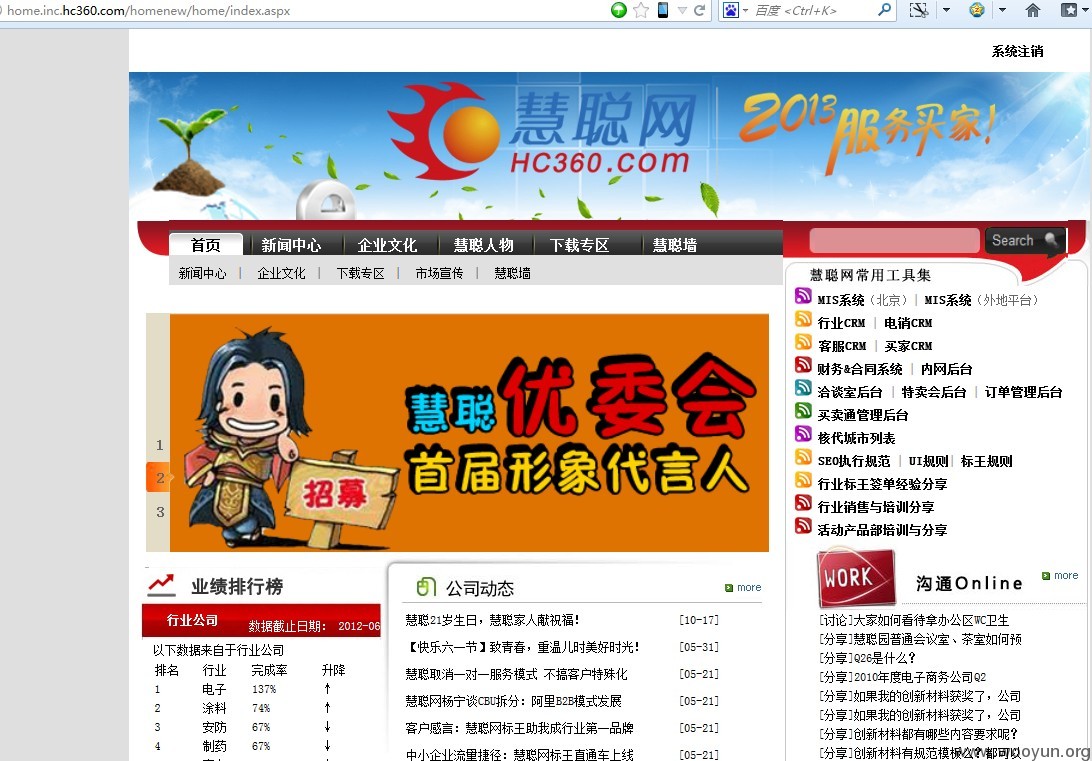 home.inc.hc360.com/homenew/home/index.aspx
百度 <Ctrl+K>
系统注销
慧聪网
HC360.com
2013服务买家!
首页 新闻中心 企业文化 慧聪人物 下载专区 慧聪墙
Search
新闻中心 | 企业文化 | 下载专区 | 市场宣传 | 慧聪墙
慧聪网常用工具集
MIS系统（北京）| MIS系统（外地平台）
行业CRM | 电销CRM
客服CRM | 买家CRM
财务&合同系统 | 内网后台
洽谈室后台 | 特卖会后台 | 订单管理后台
买卖通管理后台
核代城市列表
SEO执行规范 | UI规则| 标王规则
行业标王签单经验分享
行业销售与培训分享
活动产品部培训与分享
1
2
3
慧聪优委会
首届形象代言人
招募
业绩排行榜
行业公司 数据截止日期: 2012-06
以下数据来自于行业公司
排名 行业 完成率 升降
1 电子 137% ↑
2 涂料 74% ↑
3 安防 67% ↓
4 制药 67% ↓
公司动态
more
慧聪21岁生日，慧聪家人献祝福! [10-17]
【快乐六一节】致青春，重温儿时美好时光! [05-31]
慧聪取消一对一服务模式 不搞客户特殊化 [05-21]
慧聪网杨宁谈CBU拆分：阿里B2B模式发展 [05-21]
客户感言：慧聪网标王助我成行业第一品牌 [05-21]
中小企业流量捷径：慧聪网标王直通车上线 [05-21]
WORK
沟通Online
more
[讨论]大家如何看待拿办公区WC卫生
[分享]慧聪园普通会议室、茶室如何预
[分享]Q26是什么?
[分享]2010年度电子商务公司Q2
[分享]如果我的创新材料获奖了，公司
[分享]如果我的创新材料获奖了，公司
[分享]创新材料都有哪些内容要求呢?
[分享]创新材料有规范模板么? 都可以
www.wooyun.org